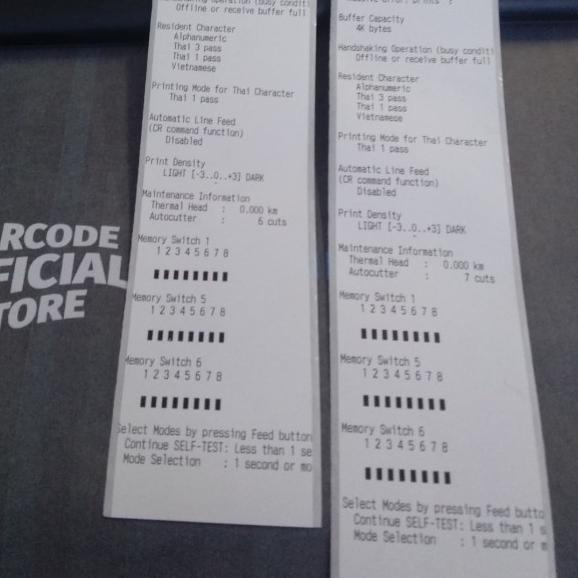 Offline or receive buffer full
Resident Character
Alphanumeric
Thai 3 pass
Thai 1 pass
Vietnamese
Printing Mode for Thai Character
Thai 1 pass
Automatic Line Feed
(CR command function)
Disabled
Print Density
LIGHT [-3..0..+3] DARK
Maintenance Information
Thermal Head : 0.000 km
Autocutter : 6 cuts
Memory Switch 1
1 2 3 4 5 6 7 8
Memory Switch 5
1 2 3 4 5 6 7 8
Memory Switch 6
1 2 3 4 5 6 7 8
Select Modes by pressing Feed button
Continue SELF-TEST: Less than 1 se
Mode Selection : 1 second or mo
Buffer Capacity
4K bytes
Handshaking Operation (busy conditi
Offline or receive buffer full
Resident Character
Alphanumeric
Thai 3 pass
Thai 1 pass
Vietnamese
Printing Mode for Thai Character
Thai 1 pass
Automatic Line Feed
(CR command function)
Disabled
Print Density
LIGHT [-3..0..+3] DARK
Maintenance Information
Thermal Head : 0.000 km
Autocutter : 7 cuts
Memory Switch 1
1 2 3 4 5 6 7 8
Memory Switch 5
1 2 3 4 5 6 7 8
Memory Switch 6
1 2 3 4 5 6 7 8
Select Modes by pressing Feed butto
Continue SELF-TEST: Less than 1 s
Mode Selection : 1 second or m
RCODE
FICIAL
TORE